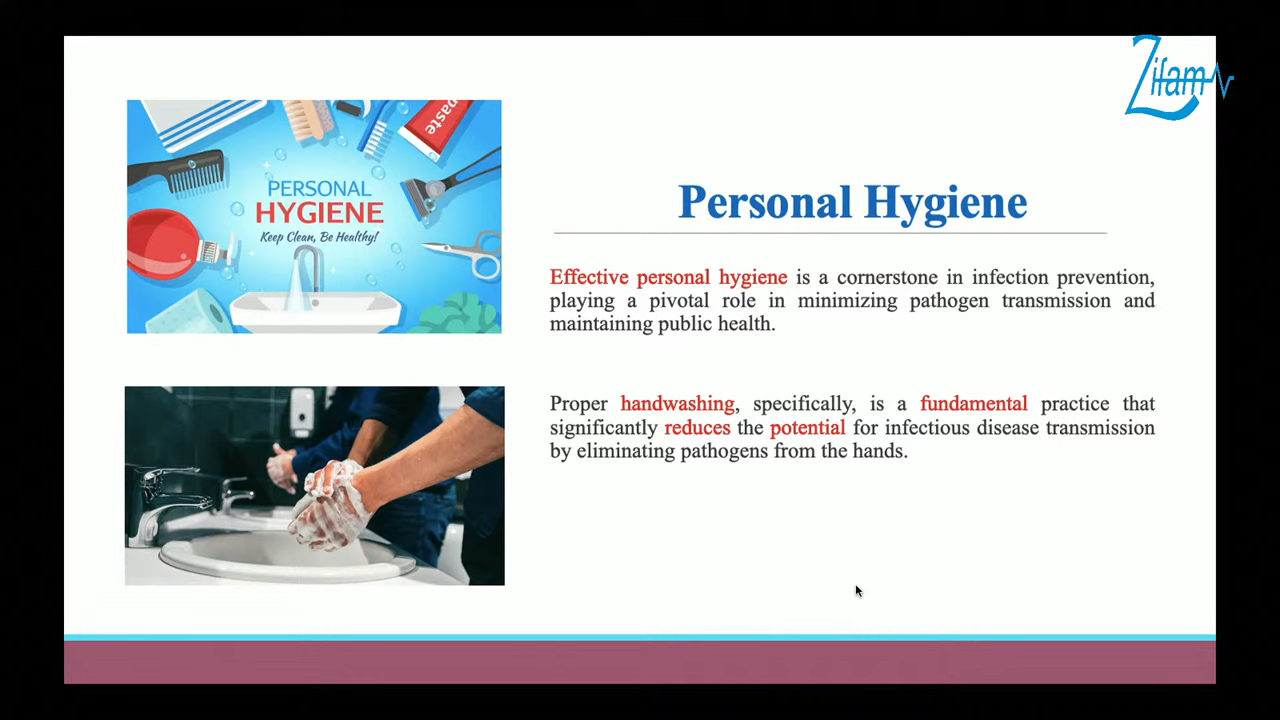 Zifam
paste
PERSONAL
HYGIENE
Keep Clean, Be Healthy!
Personal Hygiene
Effective personal hygiene is a cornerstone in infection prevention,
playing a pivotal role in minimizing pathogen transmission and
maintaining public health.
Proper handwashing, specifically, is a fundamental practice that
significantly reduces the potential for infectious disease transmission
by eliminating pathogens from the hands.